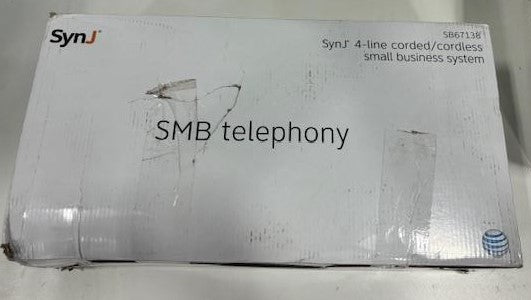 SynJ
SB67138
SynJ 4-line corded/cordless
small business system
SMB telephony